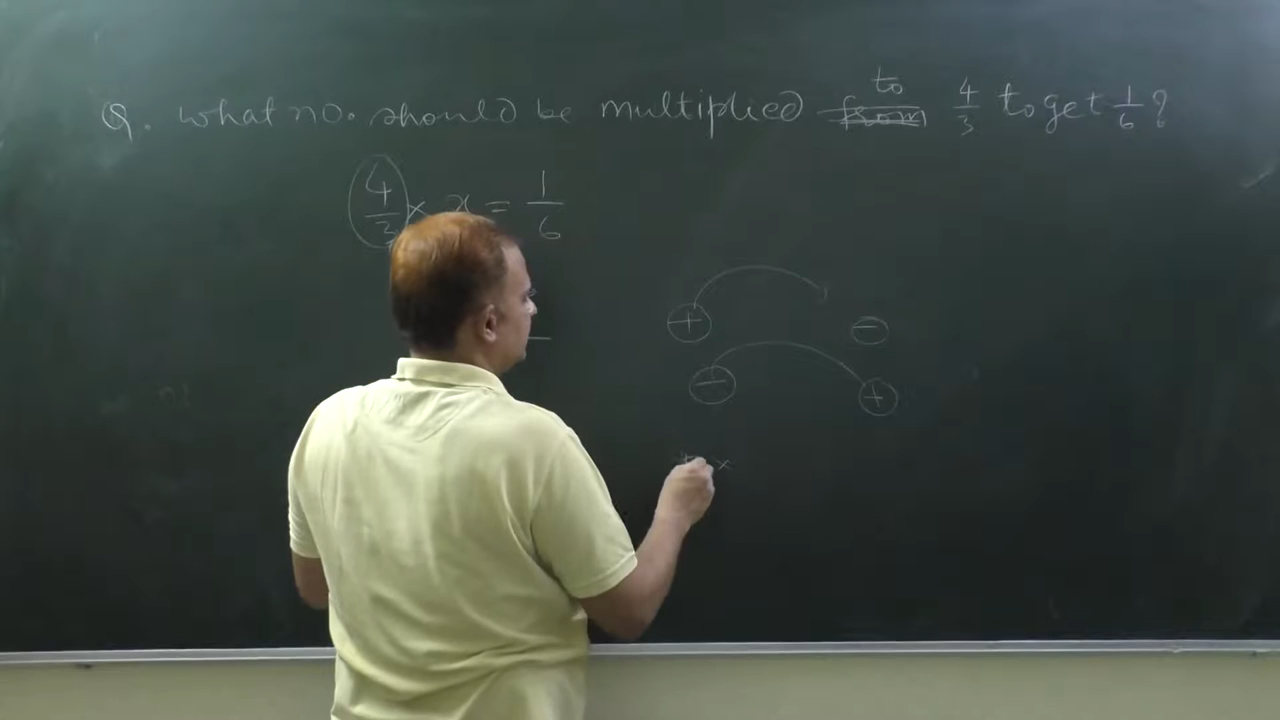 Q. what no. should be multiplied from to 4/3 to get 1/6?
4/3 × x = 1/6
+ −
− +
×